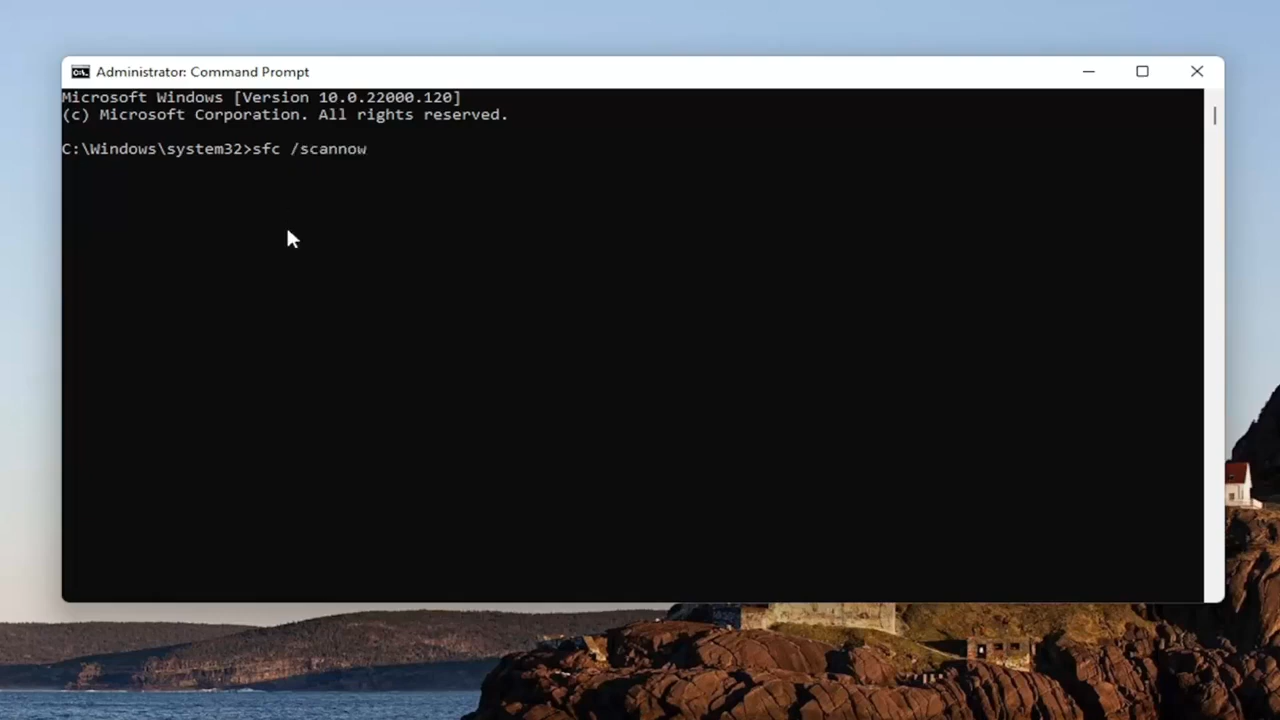 Administrator: Command Prompt
Microsoft Windows [Version 10.0.22000.120]
(c) Microsoft Corporation. All rights reserved.
C:\Windows\system32>sfc /scannow